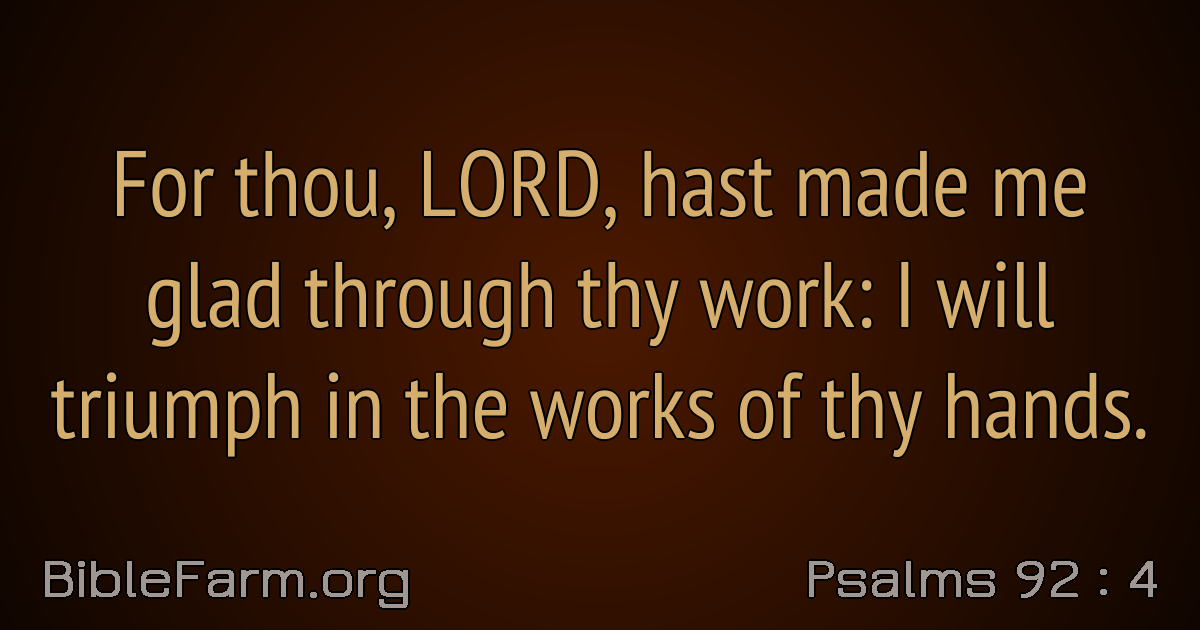 For thou, LORD, hast made me
glad through thy work: I will
triumph in the works of thy hands.
BibleFarm.org
Psalms 92 : 4